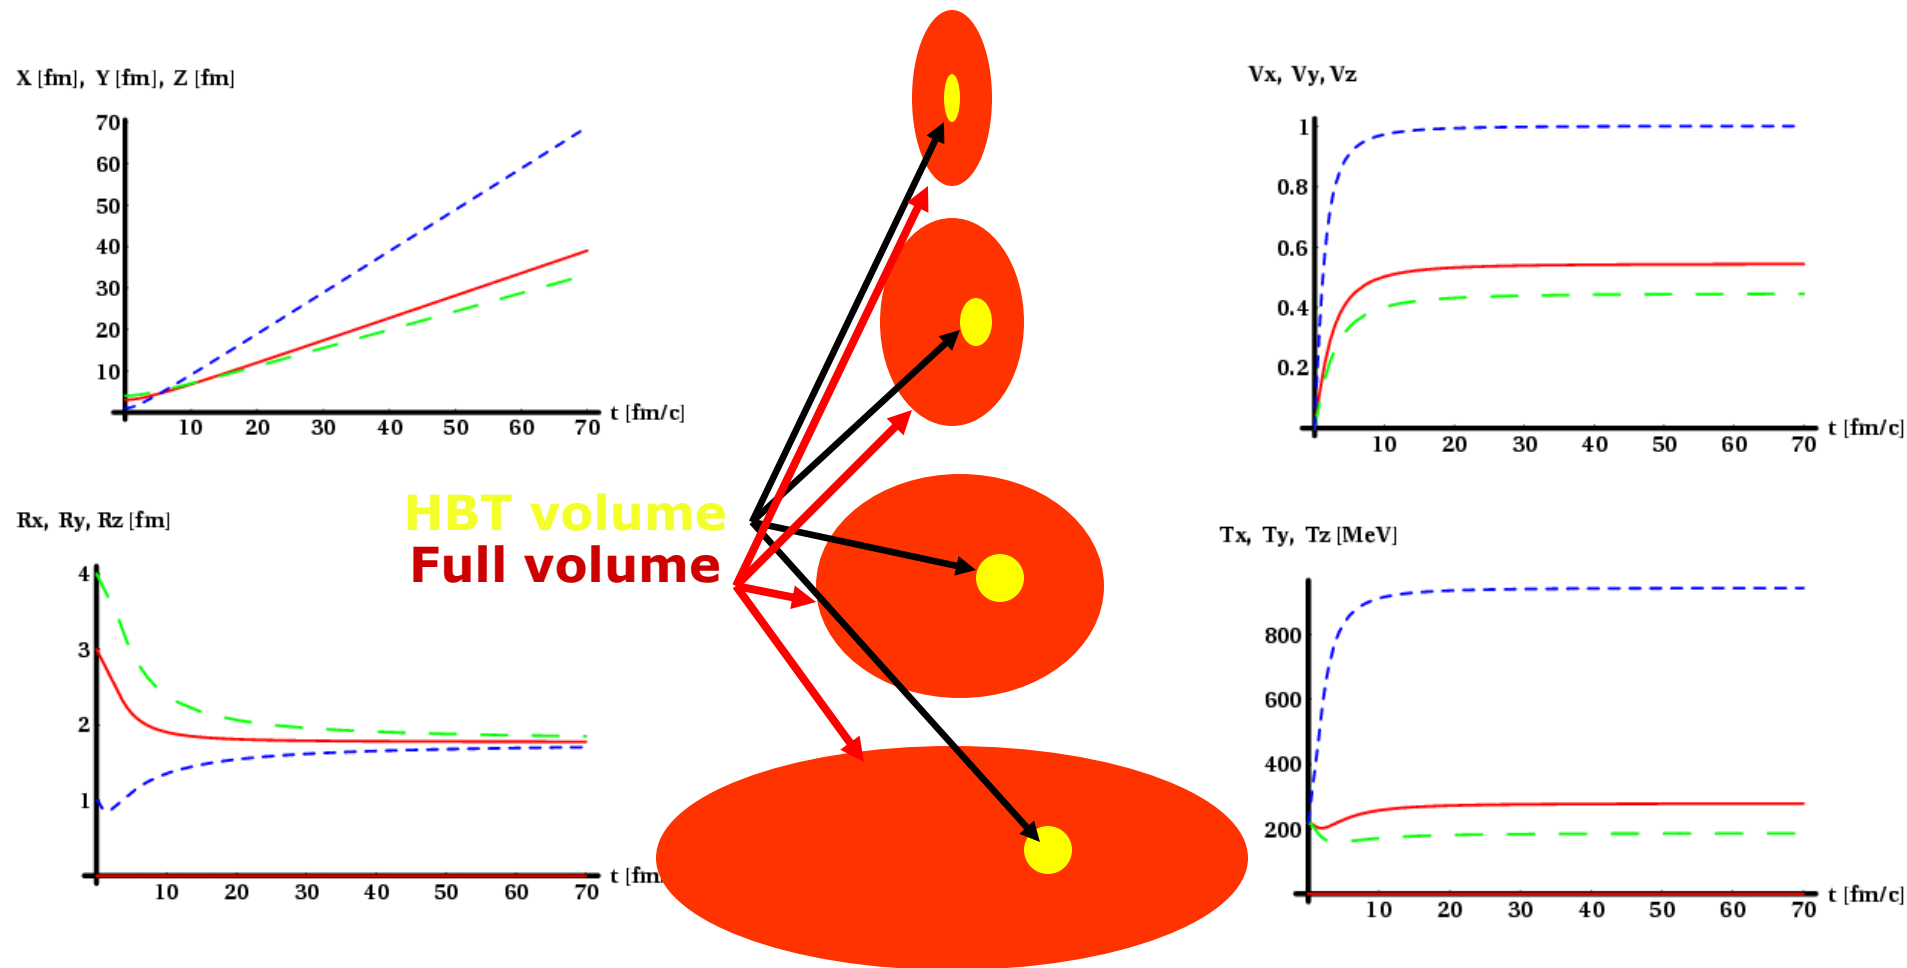 X [fm], Y [fm], Z [fm]
70
60
50
40
30
20
10
10 20 30 40 50 60 70
t [fm/c]
Vx, Vy, Vz
1
0.8
0.6
0.4
0.2
10 20 30 40 50 60 70
t [fm/c]
HBT volume
Full volume
Rx, Ry, Rz [fm]
4
3
2
1
10 20 30 40 50 60 70
t [fm
Tx, Ty, Tz [MeV]
800
600
400
200
10 20 30 40 50 60 70
t [fm/c]